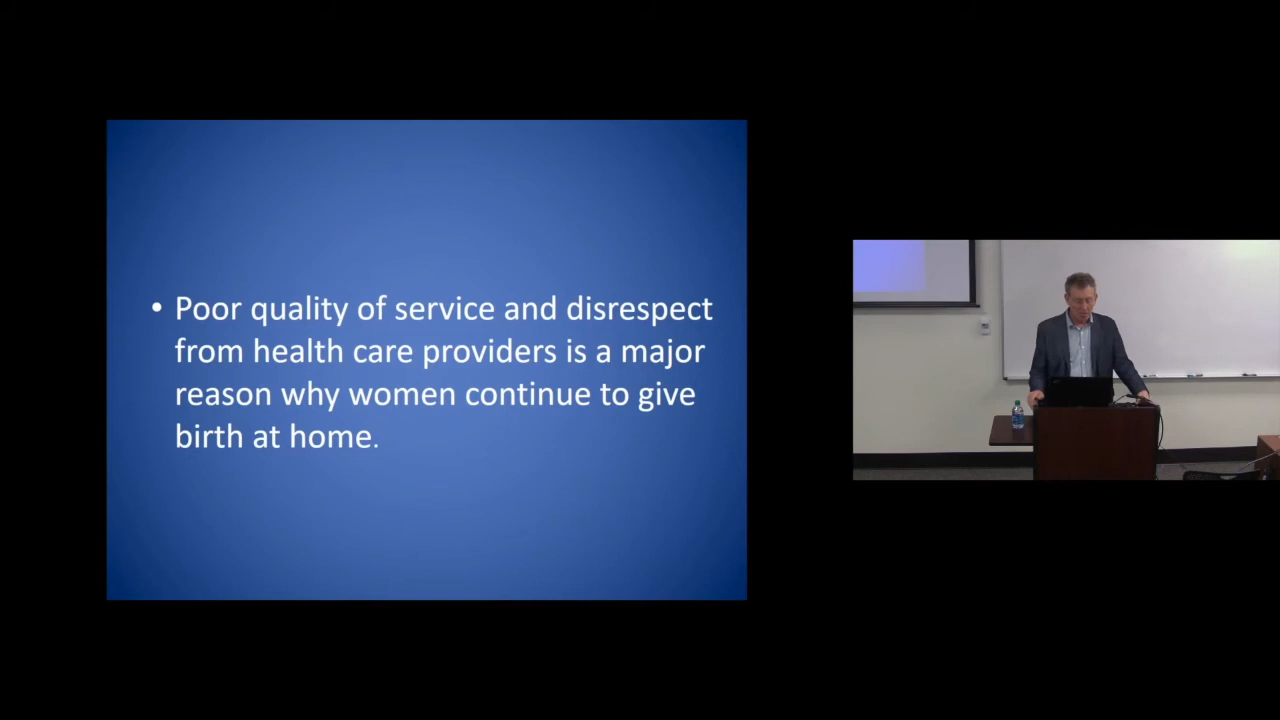 • Poor quality of service and disrespect
from health care providers is a major
reason why women continue to give
birth at home.